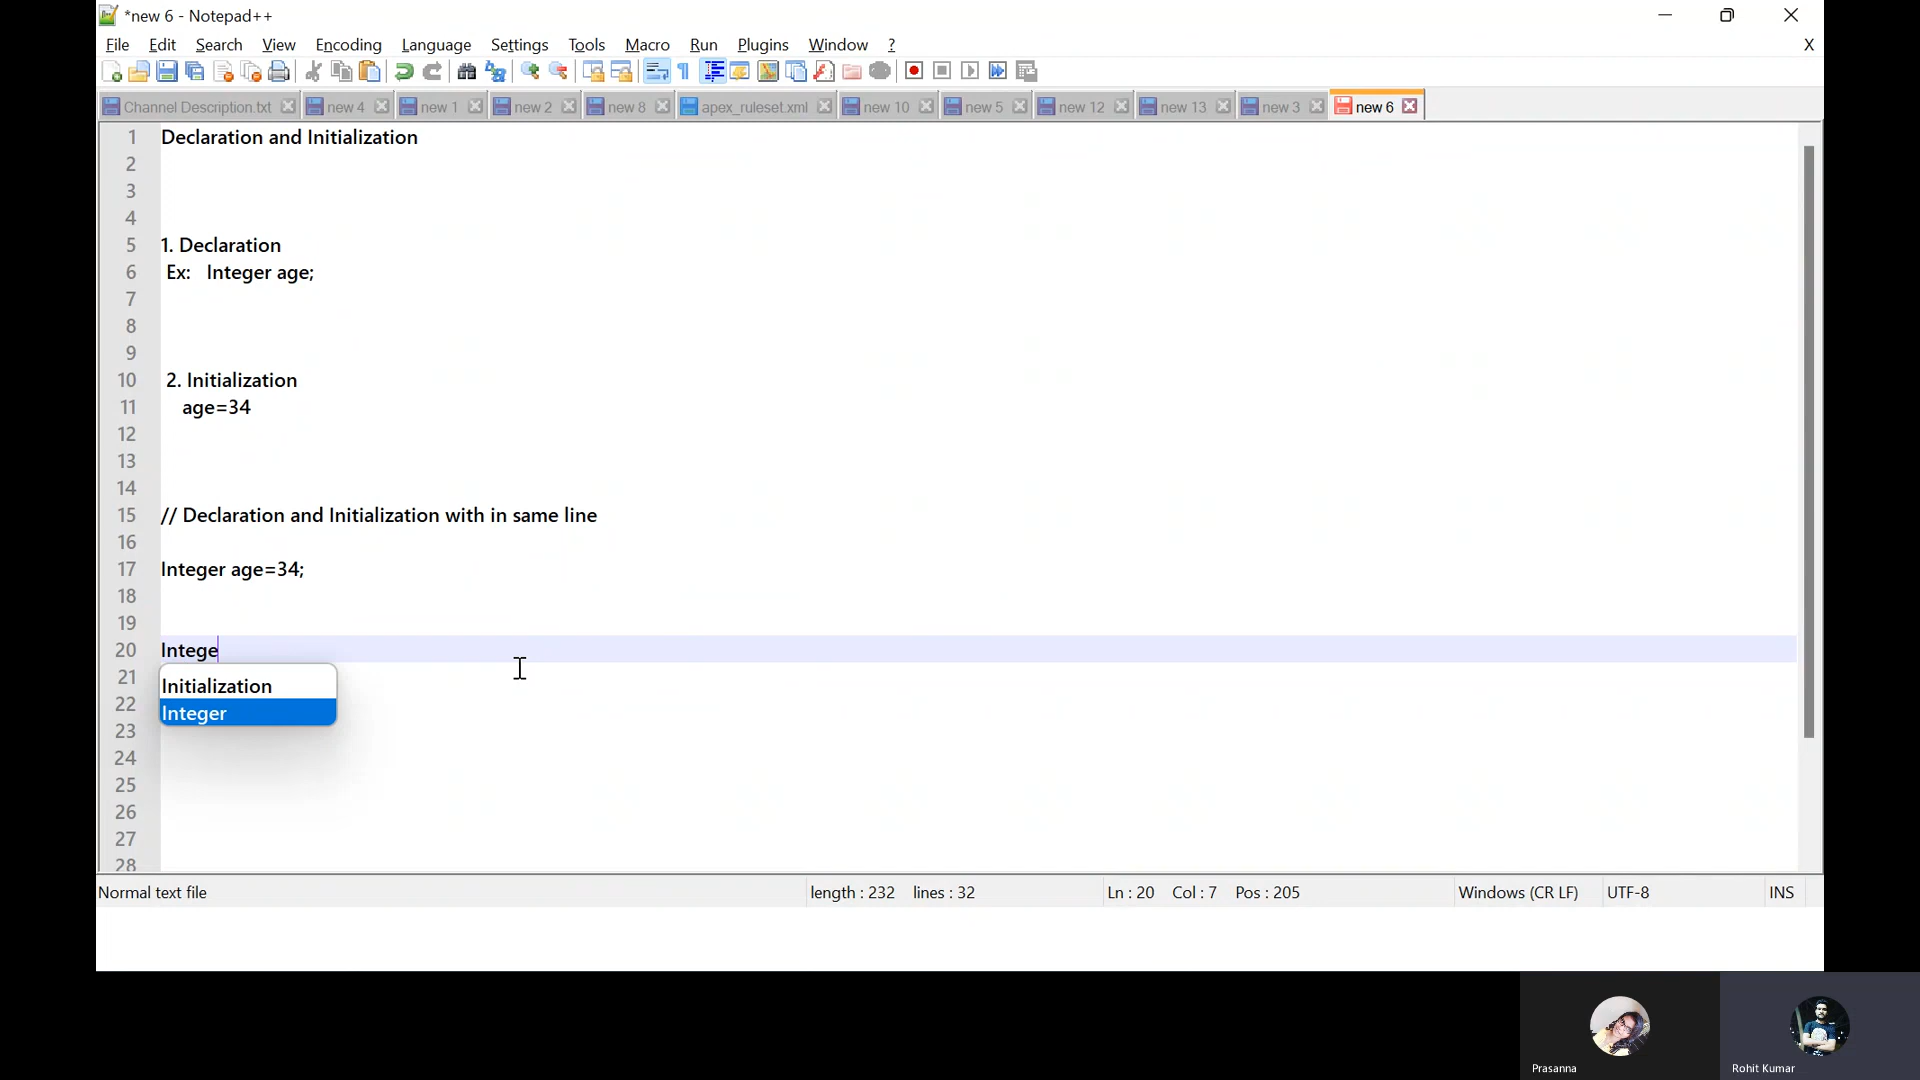 *new 6 - Notepad++
File Edit Search View Encoding Language Settings Tools Macro Run Plugins Window ? X
Channel Description.txt new 4 new 1 new 2 new 8 apex_ruleset.xml new 10 new 5 new 12 new 13 new 3 new 6
1 Declaration and Initialization
2
3
4
5 1. Declaration
6 Ex: Integer age;
7
8
9
10 2. Initialization
11 age=34
12
13
14
15 // Declaration and Initialization with in same line
16
17 Integer age=34;
18
19
20 Intege
21 Initialization
22 Integer
23
24
25
26
27
28
Normal text file length : 232 lines : 32 Ln : 20 Col : 7 Pos : 205 Windows (CR LF) UTF-8 INS
Prasanna Rohit Kumar